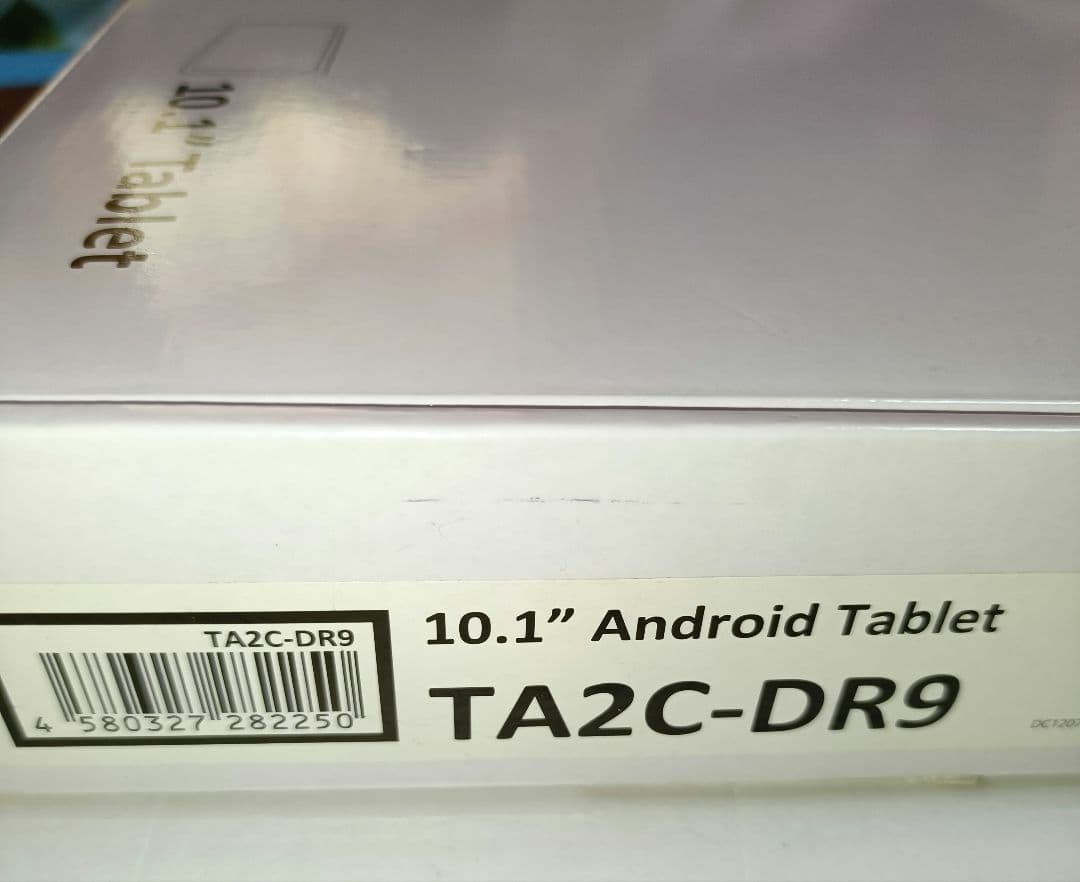 10.1" Tablet
TA2C-DR9
4 580327 282250
10.1” Android Tablet
TA2C-DR9